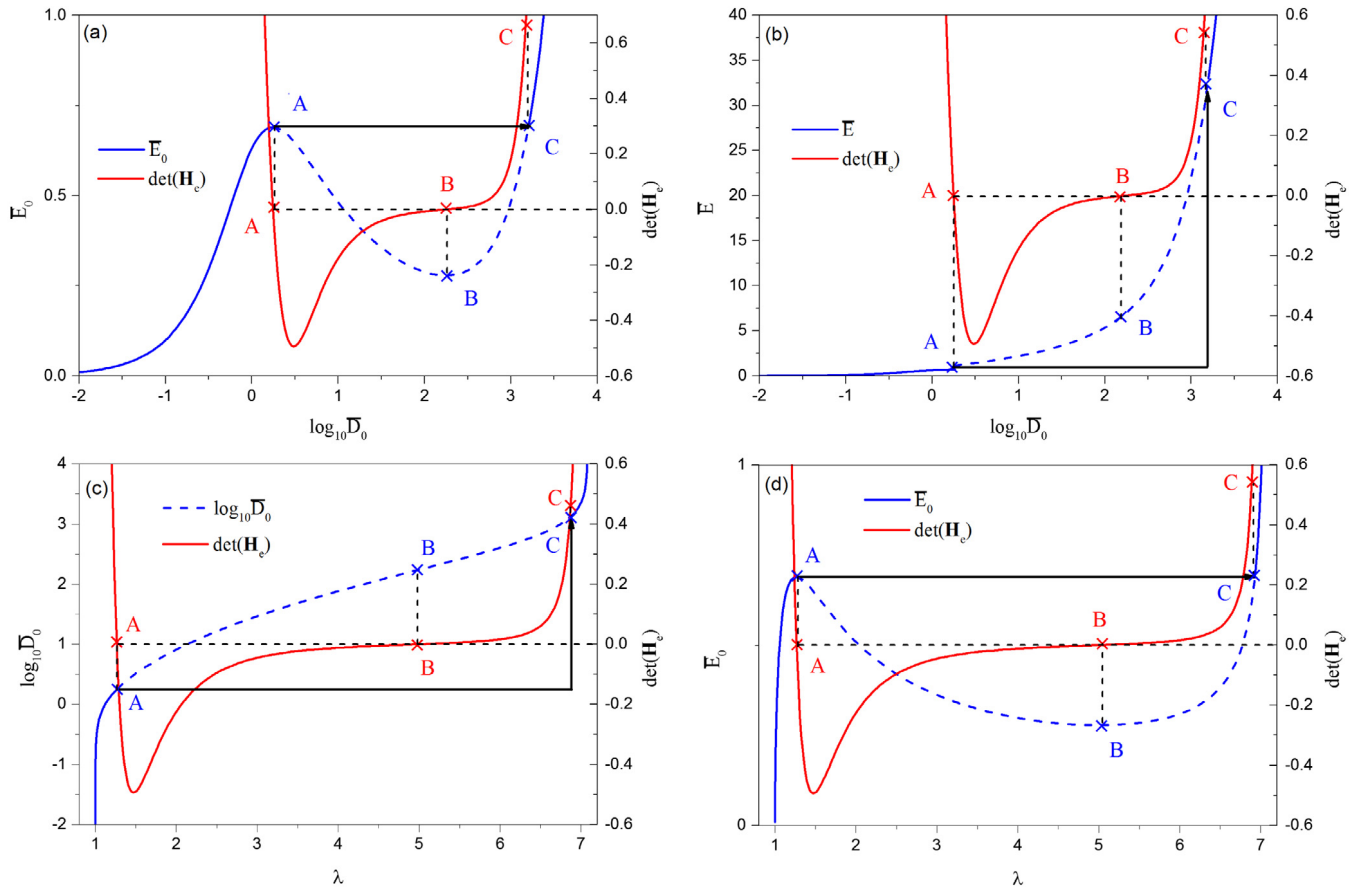 (a)
1.0
0.5
0.0
E̅₀
0.6
0.4
0.2
0.0
-0.2
-0.4
-0.6
det(Hₑ)
E̅₀
det(Hₑ)
A
A
B
B
C
C
-2 -1 0 1 2 3 4
log₁₀D̅₀
(b)
40
35
30
25
20
15
10
5
0
E̅
0.6
0.4
0.2
0.0
-0.2
-0.4
-0.6
det(Hₑ)
E̅
det(Hₑ)
A
A
B
B
C
C
-2 -1 0 1 2 3 4
log₁₀D̅₀
(c)
4
3
2
1
0
-1
-2
log₁₀D̅₀
0.6
0.4
0.2
0.0
-0.2
-0.4
-0.6
det(Hₑ)
log₁₀D̅₀
det(Hₑ)
A
A
B
B
C
C
1 2 3 4 5 6 7
λ
(d)
1
0
E̅₀
0.6
0.4
0.2
0.0
-0.2
-0.4
-0.6
det(Hₑ)
E̅₀
det(Hₑ)
A
A
B
B
C
C
1 2 3 4 5 6 7
λ